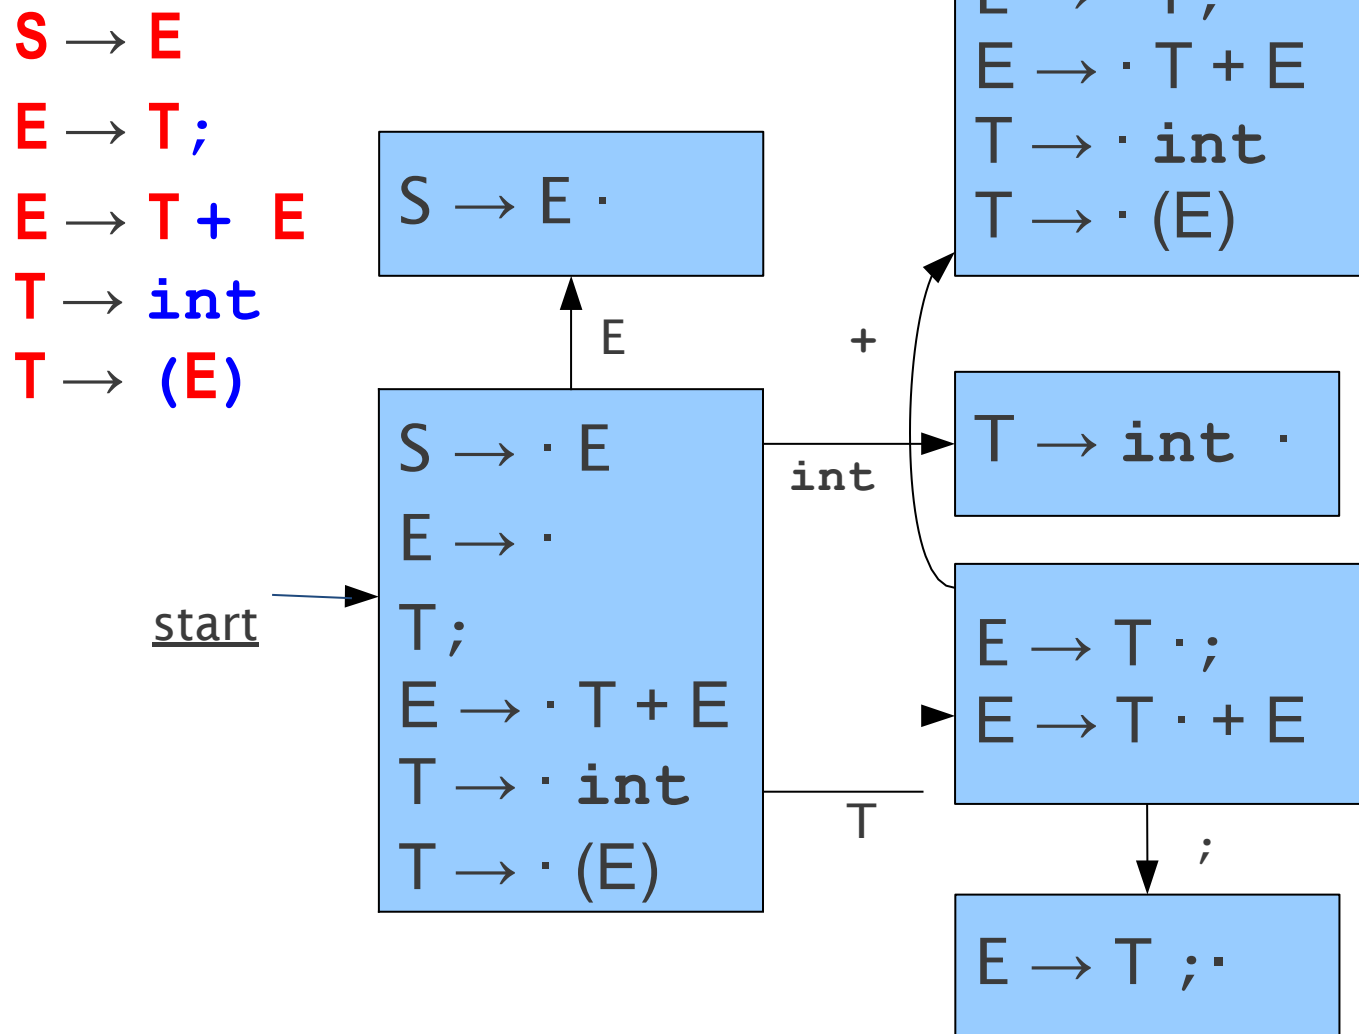 S → E
E → T ;
E → T + E
T → int
T → (E)
S → E ·
E
S → · E
E → ·
T ;
E → · T + E
T → · int
T → · (E)
start
int
T
+
E → · T + E
T → · int
T → · (E)
T → int ·
E → T · ;
E → T · + E
;
E → T ; ·